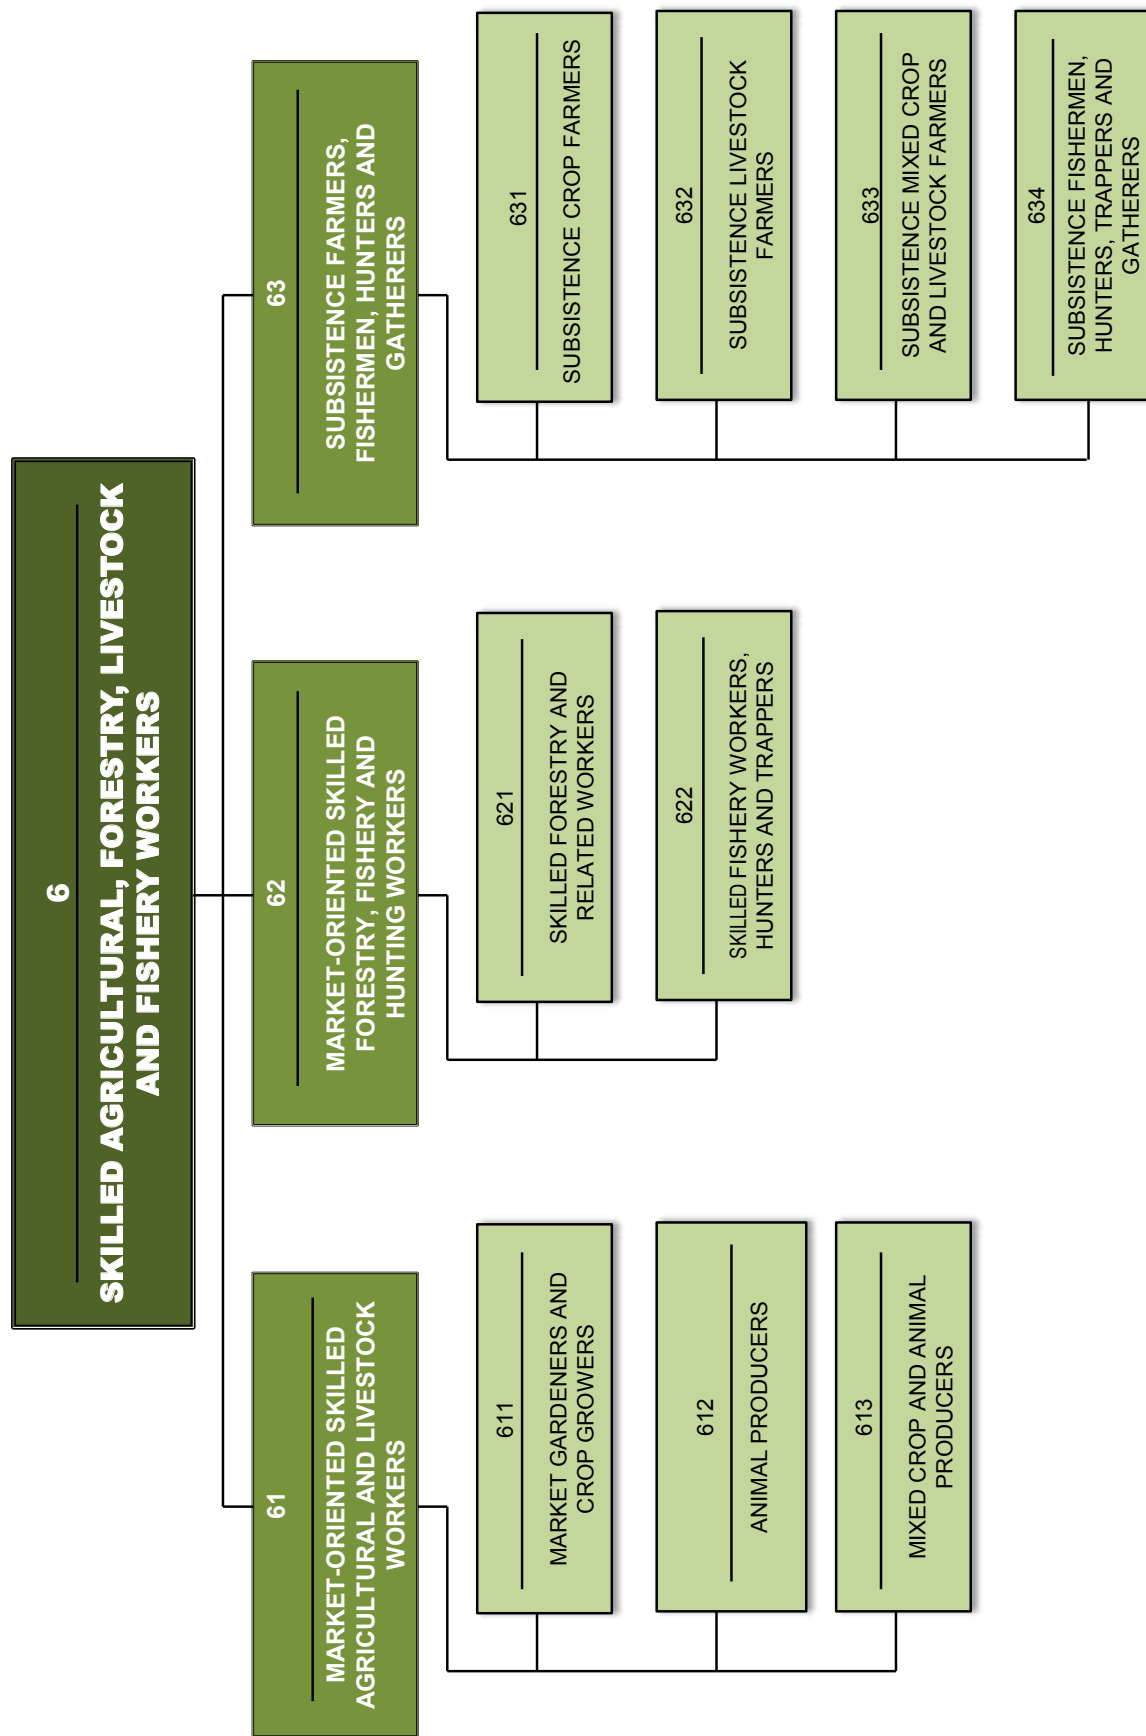 6
SKILLED AGRICULTURAL, FORESTRY, LIVESTOCK
AND FISHERY WORKERS
61
MARKET-ORIENTED SKILLED
AGRICULTURAL AND LIVESTOCK
WORKERS
611
MARKET GARDENERS AND
CROP GROWERS
612
ANIMAL PRODUCERS
613
MIXED CROP AND ANIMAL
PRODUCERS
62
MARKET-ORIENTED SKILLED
FORESTRY, FISHERY AND
HUNTING WORKERS
621
SKILLED FORESTRY AND
RELATED WORKERS
622
SKILLED FISHERY WORKERS,
HUNTERS AND TRAPPERS
63
SUBSISTENCE FARMERS,
FISHERMEN, HUNTERS AND
GATHERERS
631
SUBSISTENCE CROP FARMERS
632
SUBSISTENCE LIVESTOCK
FARMERS
633
SUBSISTENCE MIXED CROP
AND LIVESTOCK FARMERS
634
SUBSISTENCE FISHERMEN,
HUNTERS, TRAPPERS AND
GATHERERS